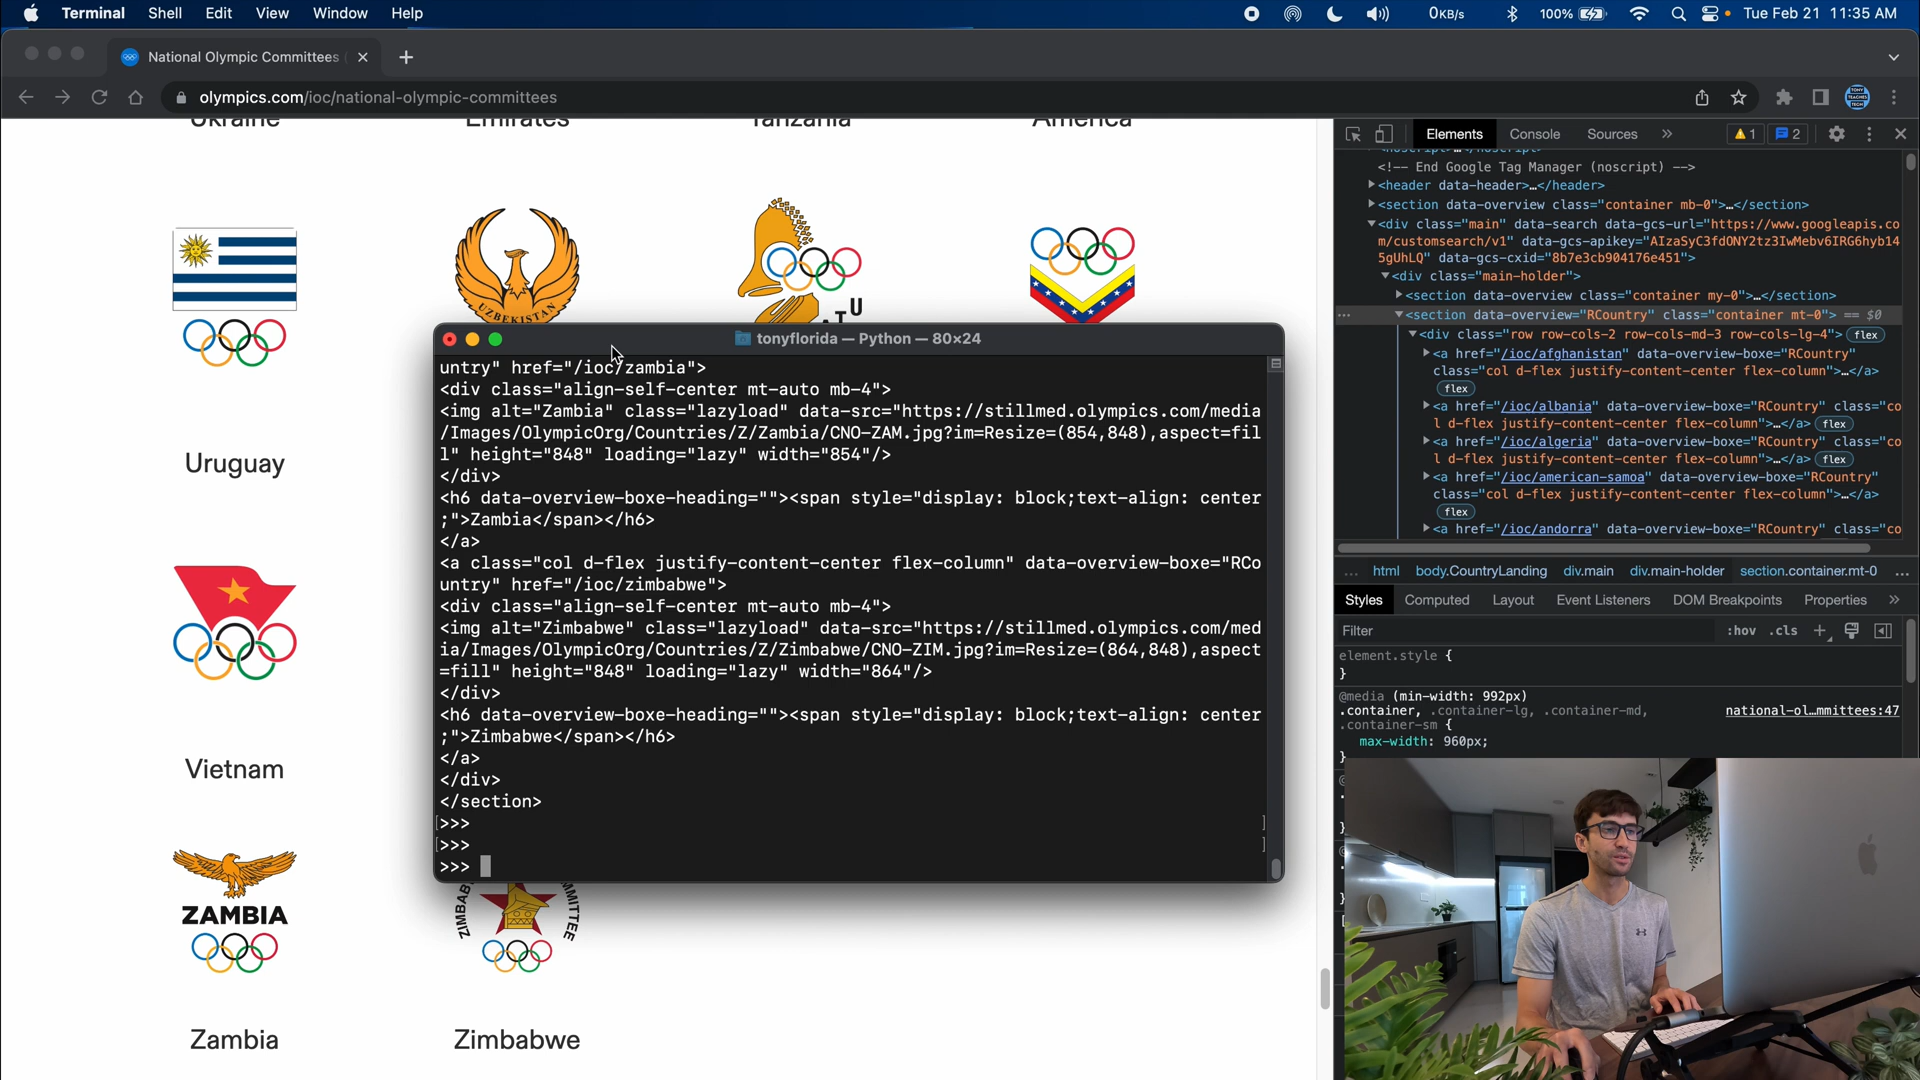 Terminal Shell Edit View Window Help 0KB/s 100% Tue Feb 21 11:35 AM
National Olympic Committees
olympics.com/ioc/national-olympic-committees
Ukraine Emirates Tanzania America
UZBEKISTAN
Uruguay
Vietnam
ZAMBIA
Zambia
Zimbabwe
tonyflorida — Python — 80×24
untry" href="/ioc/zambia">
<div class="align-self-center mt-auto mb-4">
<img alt="Zambia" class="lazyload" data-src="https://stillmed.olympics.com/media
/Images/OlympicOrg/Countries/Z/Zambia/CNO-ZAM.jpg?im=Resize=(854,848),aspect=fil
l" height="848" loading="lazy" width="854"/>
</div>
<h6 data-overview-boxe-heading=""><span style="display: block;text-align: center
;">Zambia</span></h6>
</a>
<a class="col d-flex justify-content-center flex-column" data-overview-boxe="RCo
untry" href="/ioc/zimbabwe">
<div class="align-self-center mt-auto mb-4">
<img alt="Zimbabwe" class="lazyload" data-src="https://stillmed.olympics.com/med
ia/Images/OlympicOrg/Countries/Z/Zimbabwe/CNO-ZIM.jpg?im=Resize=(864,848),aspect
=fill" height="848" loading="lazy" width="864"/>
</div>
<h6 data-overview-boxe-heading=""><span style="display: block;text-align: center
;">Zimbabwe</span></h6>
</a>
</div>
</section>
[>>> ]
[>>> ]
>>>
Elements Console Sources » 1 2
<!-- End Google Tag Manager (noscript) -->
<header data-header>…</header>
<section data-overview class="container mb-0">…</section>
<div class="main" data-search data-gcs-url="https://www.googleapis.co
m/customsearch/v1" data-gcs-apikey="AIzaSyC3fdONY2tz3IwMebv6IRG6hyb14
5gUhLQ" data-gcs-cxid="8b7e3cb904176e451">
<div class="main-holder">
<section data-overview class="container my-0">…</section>
<section data-overview="RCountry" class="container mt-0"> == $0
<div class="row row-cols-2 row-cols-md-3 row-cols-lg-4"> flex
<a href="/ioc/afghanistan" data-overview-boxe="RCountry"
class="col d-flex justify-content-center flex-column">…</a>
flex
<a href="/ioc/albania" data-overview-boxe="RCountry" class="co
l d-flex justify-content-center flex-column">…</a> flex
<a href="/ioc/algeria" data-overview-boxe="RCountry" class="co
l d-flex justify-content-center flex-column">…</a> flex
<a href="/ioc/american-samoa" data-overview-boxe="RCountry"
class="col d-flex justify-content-center flex-column">…</a>
flex
<a href="/ioc/andorra" data-overview-boxe="RCountry" class="co
... html body.CountryLanding div.main div.main-holder section.container.mt-0 ...
Styles Computed Layout Event Listeners DOM Breakpoints Properties »
Filter :hov .cls +
element.style {
}
@media (min-width: 992px)
.container, .container-lg, .container-md, national-ol…mmittees:47
.container-sm {
max-width: 960px;
}